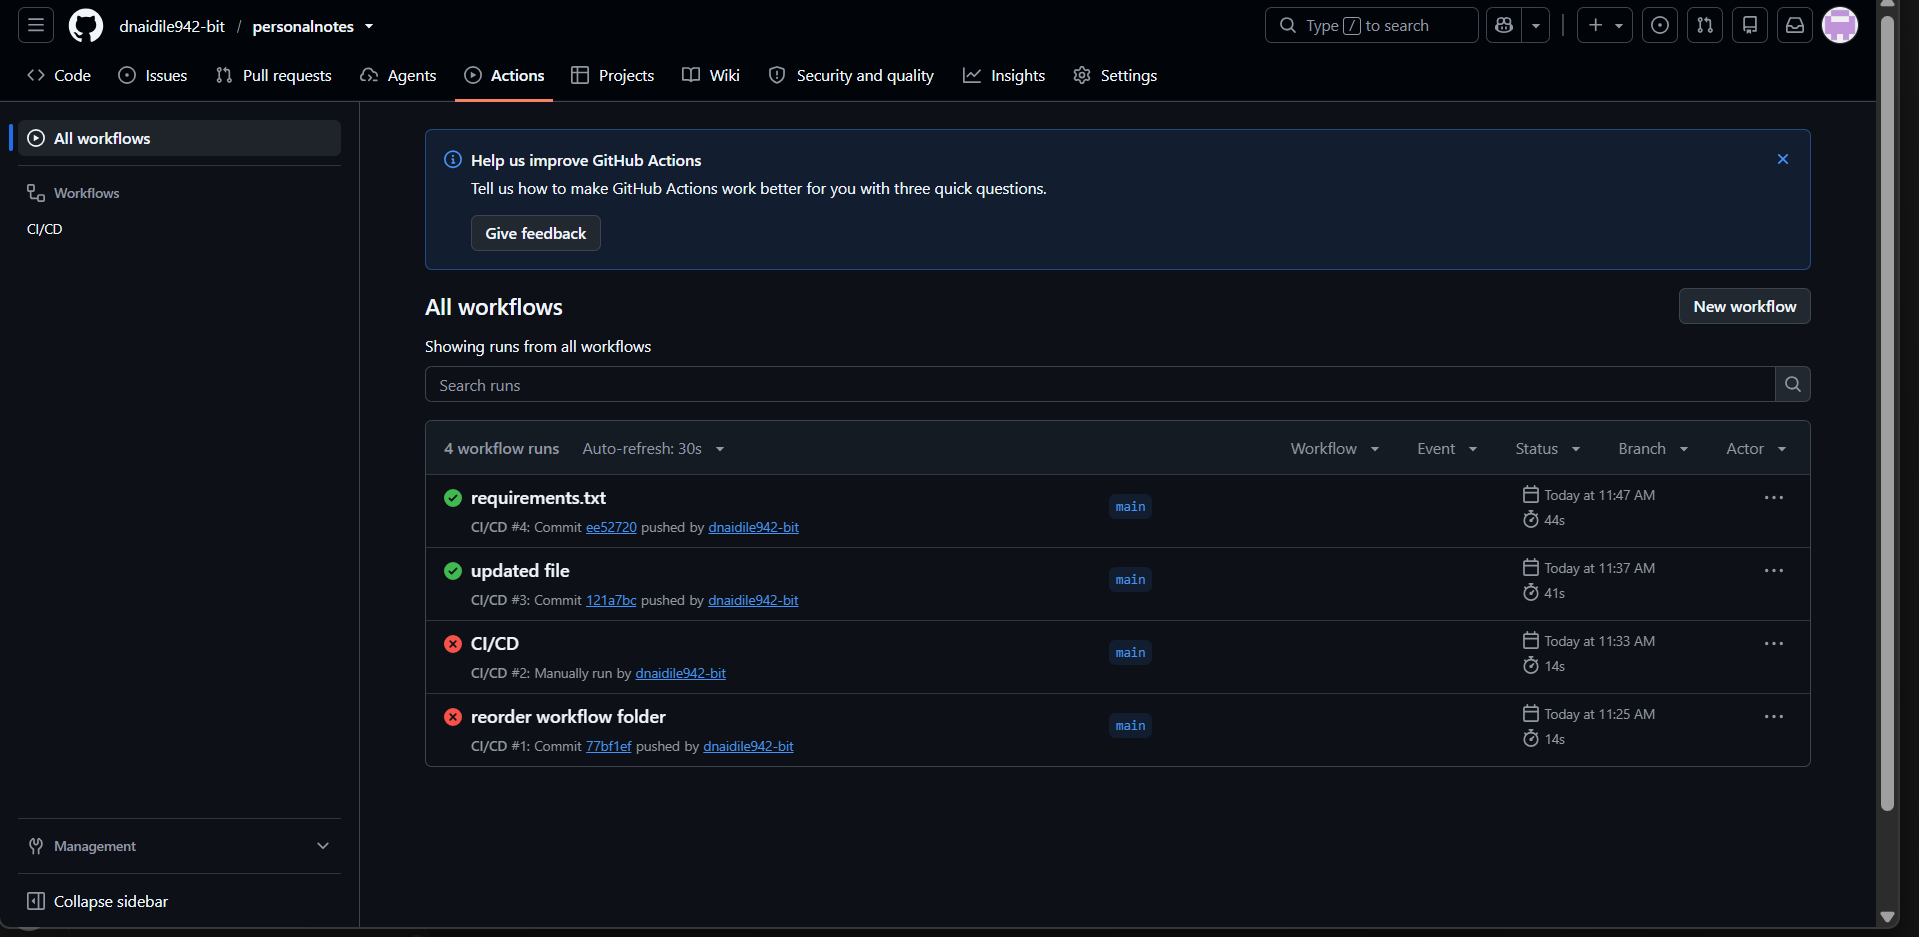 dnaidile942-bit / personalnotes
Type / to search
Code
Issues
Pull requests
Agents
Actions
Projects
Wiki
Security and quality
Insights
Settings
All workflows
Workflows
CI/CD
Management
Collapse sidebar
Help us improve GitHub Actions
Tell us how to make GitHub Actions work better for you with three quick questions.
Give feedback
All workflows
New workflow
Showing runs from all workflows
Search runs
4 workflow runs
Auto-refresh: 30s
Workflow
Event
Status
Branch
Actor
requirements.txt
CI/CD #4: Commit ee52720 pushed by dnaidile942-bit
main
Today at 11:47 AM
44s
updated file
CI/CD #3: Commit 121a7bc pushed by dnaidile942-bit
main
Today at 11:37 AM
41s
CI/CD
CI/CD #2: Manually run by dnaidile942-bit
main
Today at 11:33 AM
14s
reorder workflow folder
CI/CD #1: Commit 77bf1ef pushed by dnaidile942-bit
main
Today at 11:25 AM
14s